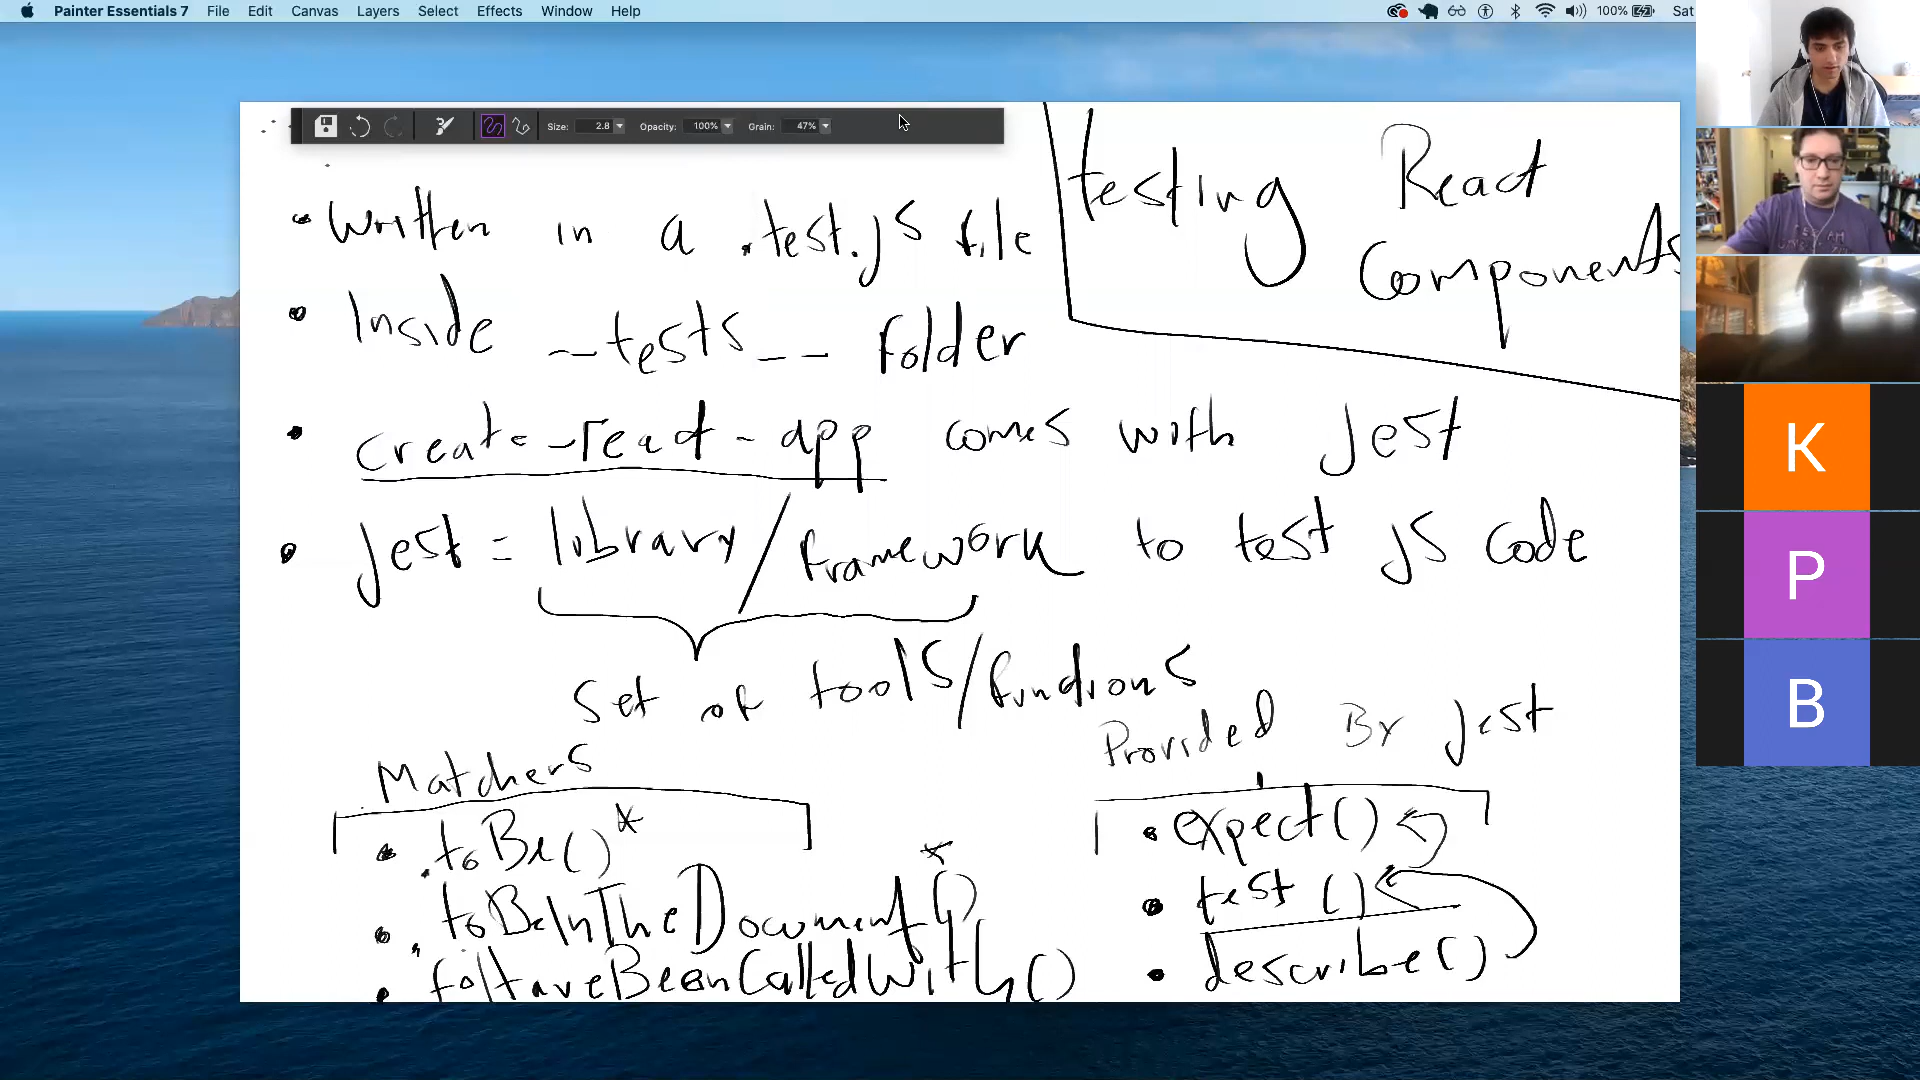 Painter Essentials 7 File Edit Canvas Layers Select Effects Window Help 100% Sat
Size: 2.8 Opacity: 100% Grain: 47%
testing React
Components
• Written in a .test.js file
• Inside __tests__ folder
• create-react-app comes with Jest
• jest = library/framework to test JS code
Set of tools/functions
Matchers
• .toBe()*
• .toBeInTheDocument()*
• toHaveBeenCalledWith()
Provided By Jest
• expect()
• test()
• describe()
K
P
B